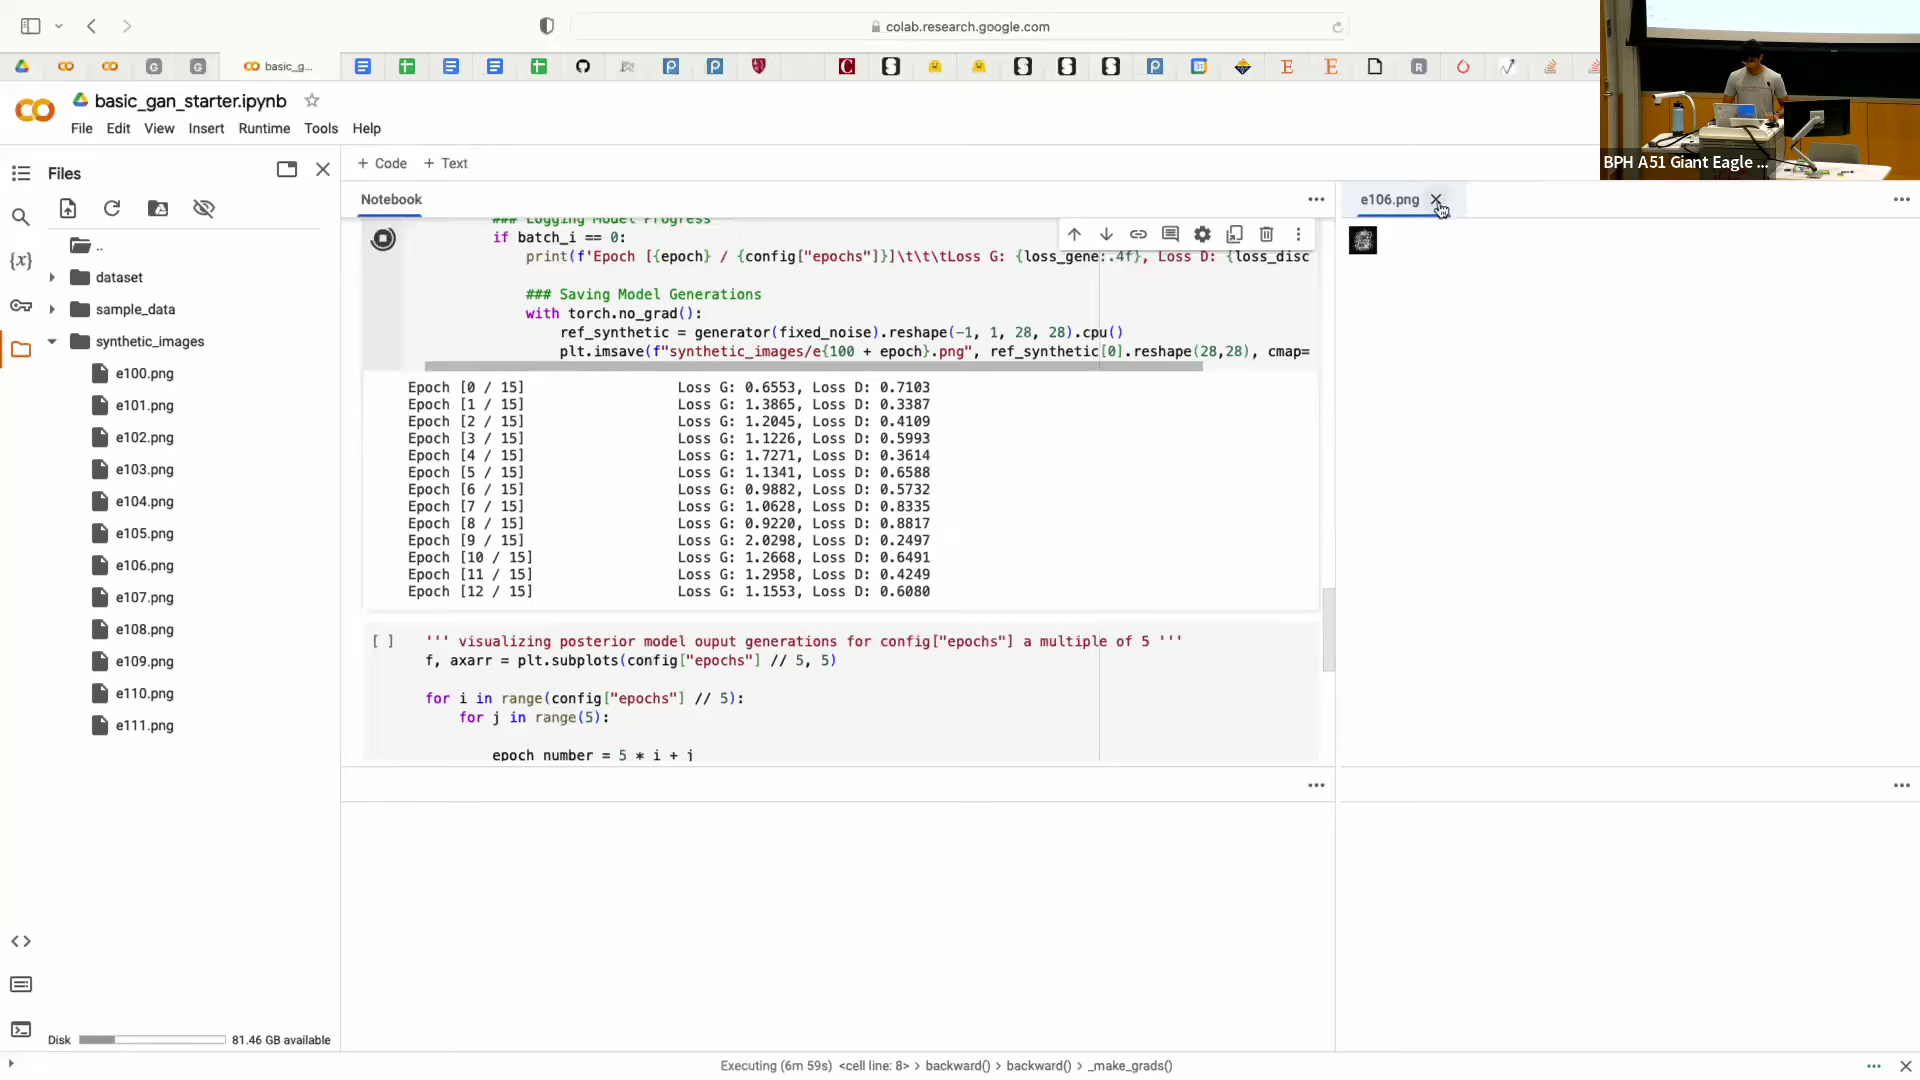 colab.research.google.com
basic_g...
BPH A51 Giant Eagle ...
basic_gan_starter.ipynb
File Edit View Insert Runtime Tools Help
Files
+ Code + Text
Notebook
e106.png
..
dataset
sample_data
synthetic_images
e100.png
e101.png
e102.png
e103.png
e104.png
e105.png
e106.png
e107.png
e108.png
e109.png
e110.png
e111.png
### Logging Model Progress
if batch_i == 0:
print(f'Epoch [{epoch} / {config["epochs"]}]\t\t\tLoss G: {loss_gene:.4f}, Loss D: {loss_disc
### Saving Model Generations
with torch.no_grad():
ref_synthetic = generator(fixed_noise).reshape(-1, 1, 28, 28).cpu()
plt.imsave(f"synthetic_images/e{100 + epoch}.png", ref_synthetic[0].reshape(28,28), cmap=
Epoch [0 / 15] Loss G: 0.6553, Loss D: 0.7103
Epoch [1 / 15] Loss G: 1.3865, Loss D: 0.3387
Epoch [2 / 15] Loss G: 1.2045, Loss D: 0.4109
Epoch [3 / 15] Loss G: 1.1226, Loss D: 0.5993
Epoch [4 / 15] Loss G: 1.7271, Loss D: 0.3614
Epoch [5 / 15] Loss G: 1.1341, Loss D: 0.6588
Epoch [6 / 15] Loss G: 0.9882, Loss D: 0.5732
Epoch [7 / 15] Loss G: 1.0628, Loss D: 0.8335
Epoch [8 / 15] Loss G: 0.9220, Loss D: 0.8817
Epoch [9 / 15] Loss G: 2.0298, Loss D: 0.2497
Epoch [10 / 15] Loss G: 1.2668, Loss D: 0.6491
Epoch [11 / 15] Loss G: 1.2958, Loss D: 0.4249
Epoch [12 / 15] Loss G: 1.1553, Loss D: 0.6080
[ ] ''' visualizing posterior model ouput generations for config["epochs"] a multiple of 5 '''
f, axarr = plt.subplots(config["epochs"] // 5, 5)
for i in range(config["epochs"] // 5):
for j in range(5):
epoch_number = 5 * i + j
Disk 81.46 GB available
Executing (6m 59s) <cell line: 8> > backward() > backward() > _make_grads()